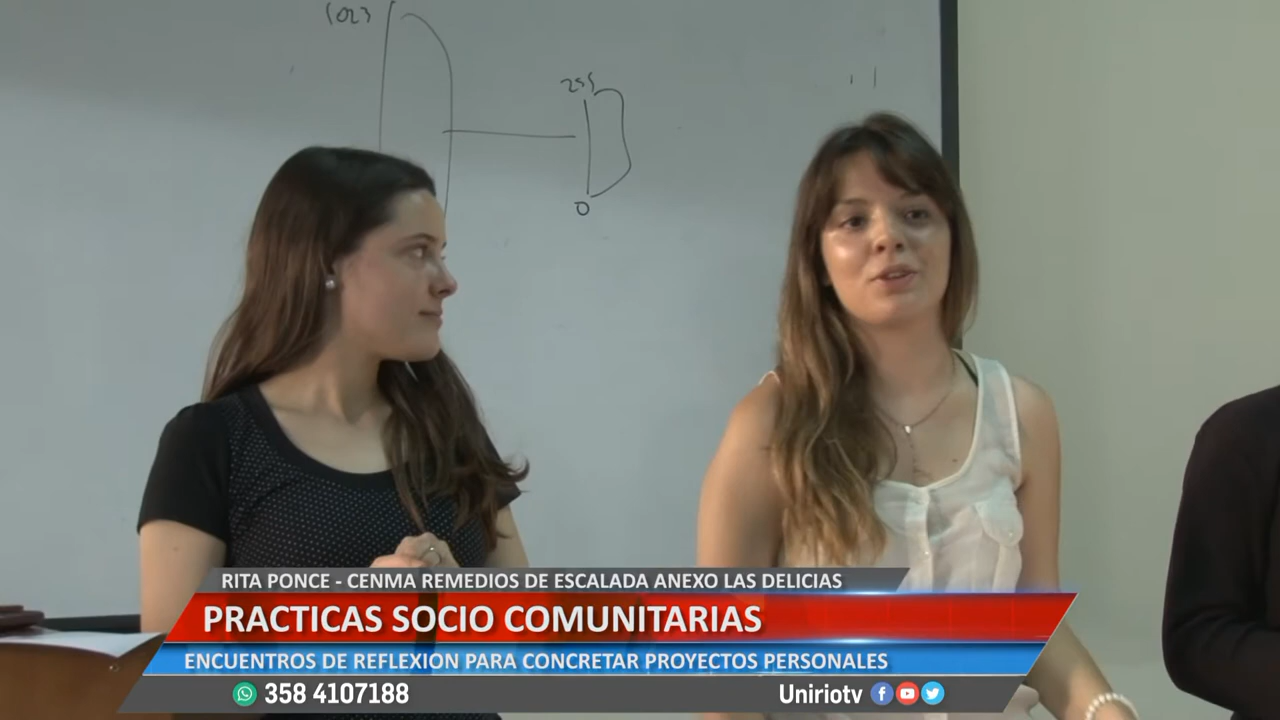 1023
255
0
RITA PONCE - CENMA REMEDIOS DE ESCALADA ANEXO LAS DELICIAS
PRACTICAS SOCIO COMUNITARIAS
ENCUENTROS DE REFLEXION PARA CONCRETAR PROYECTOS PERSONALES
358 4107188
Uniriotv